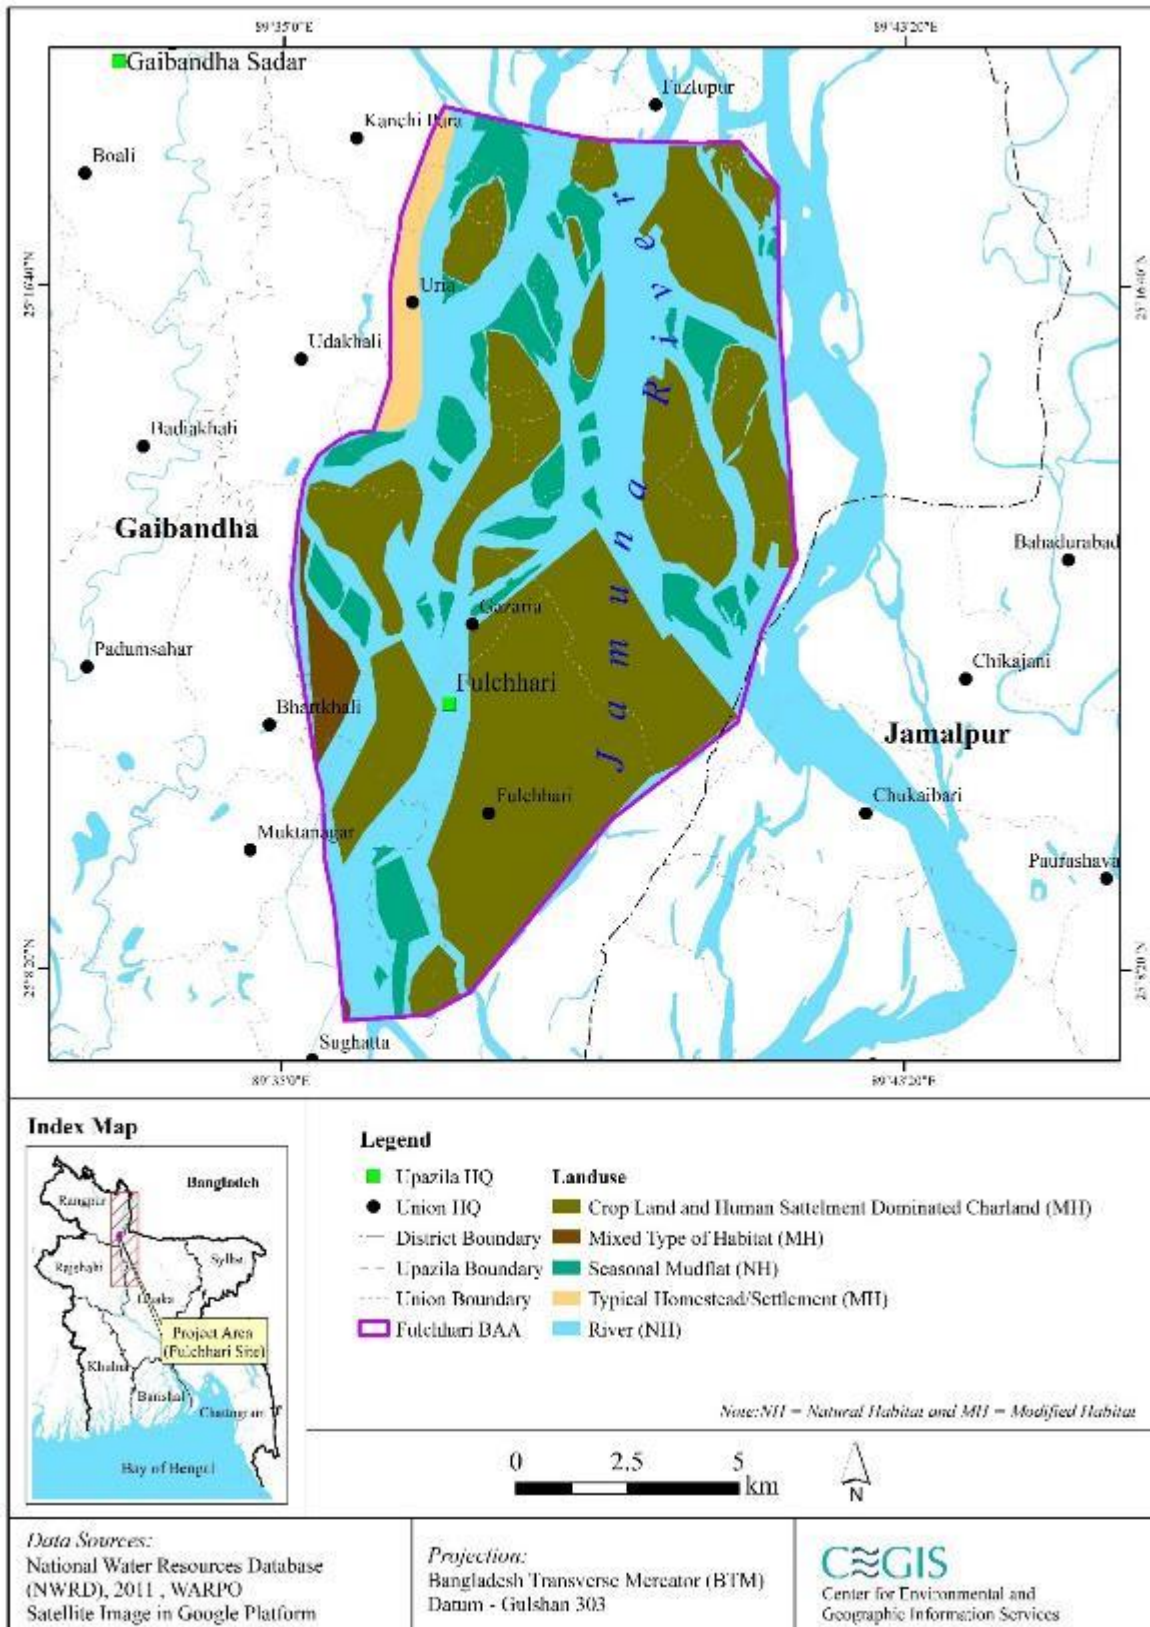 89°35'0"E
89°43'20"E
Gaibandha Sadar
Fazlupur
Kanchi Para
Boali
25°16'40"N
25°16'40"N
Uria
Udakhali
Badiakhali
Gaibandha
Bahadurabad
Gazaria
Padumsahar
Chikajani
Fulchhari
Bhartkhali
Jamalpur
Jamuna River
Fulchhari
Chukaibari
Muktanagar
Paurashava
25°8'20"N
25°8'20"N
Sughatta
89°35'0"E
89°43'20"E
Index Map
Bangladeh
Rangpur
Rajshahi
Sylhet
Dhaka
Project Area
(Fulchhari Site)
Khulna
Barishal
Chattogram
Bay of Bengal
Legend
Upazila HQ
Union HQ
District Boundary
Upazila Boundary
Union Boundary
Fulchhari BAA
Landuse
Crop Land and Human Sattelment Dominated Charland (MH)
Mixed Type of Habitat (MH)
Seasonal Mudflat (NH)
Typical Homestead/Settlement (MH)
River (NH)
Note:NH = Natural Habitat and MH = Modified Habitat
0 2.5 5
km
N
Data Sources:
National Water Resources Database
(NWRD), 2011 , WARPO
Satellite Image in Google Platform
Projection:
Bangladesh Transverse Mercator (BTM)
Datum - Gulshan 303
CEGIS
Center for Environmental and
Geographic Information Services